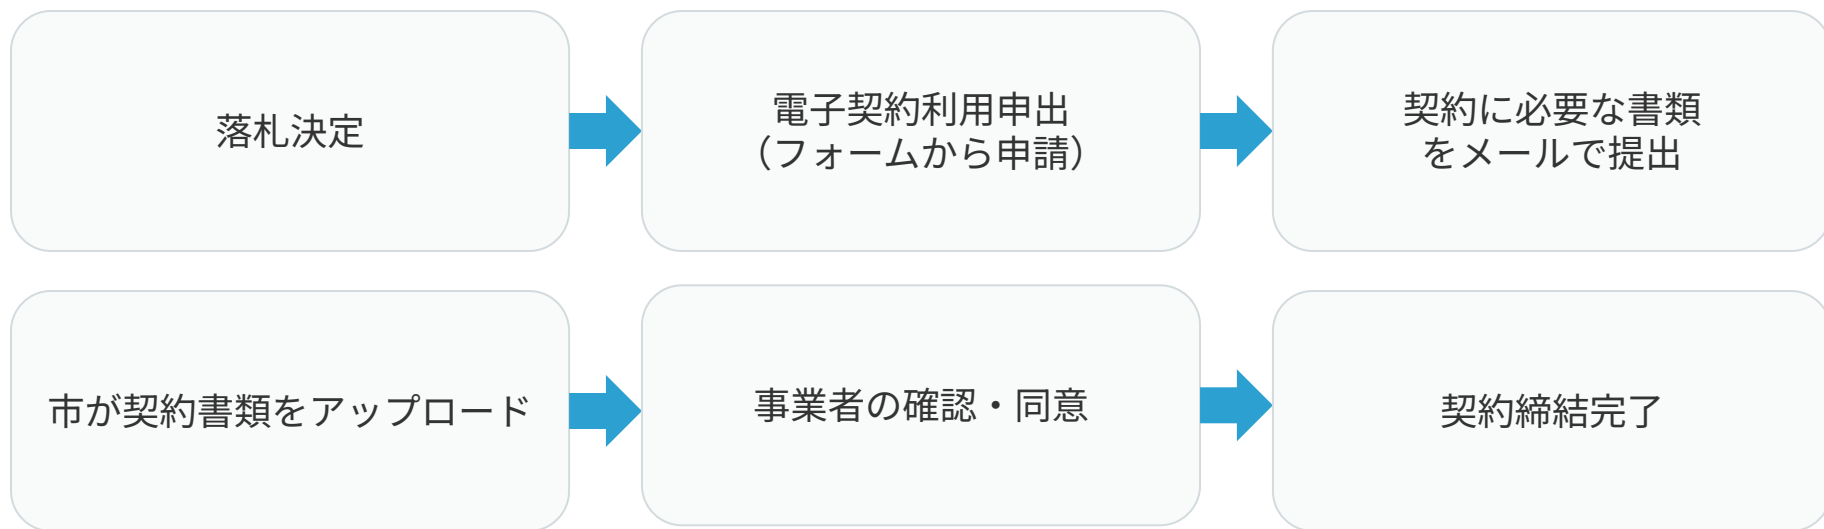 落札決定
電子契約利用申出
（フォームから申請）
契約に必要な書類
をメールで提出
市が契約書類をアップロード
事業者の確認・同意
契約締結完了